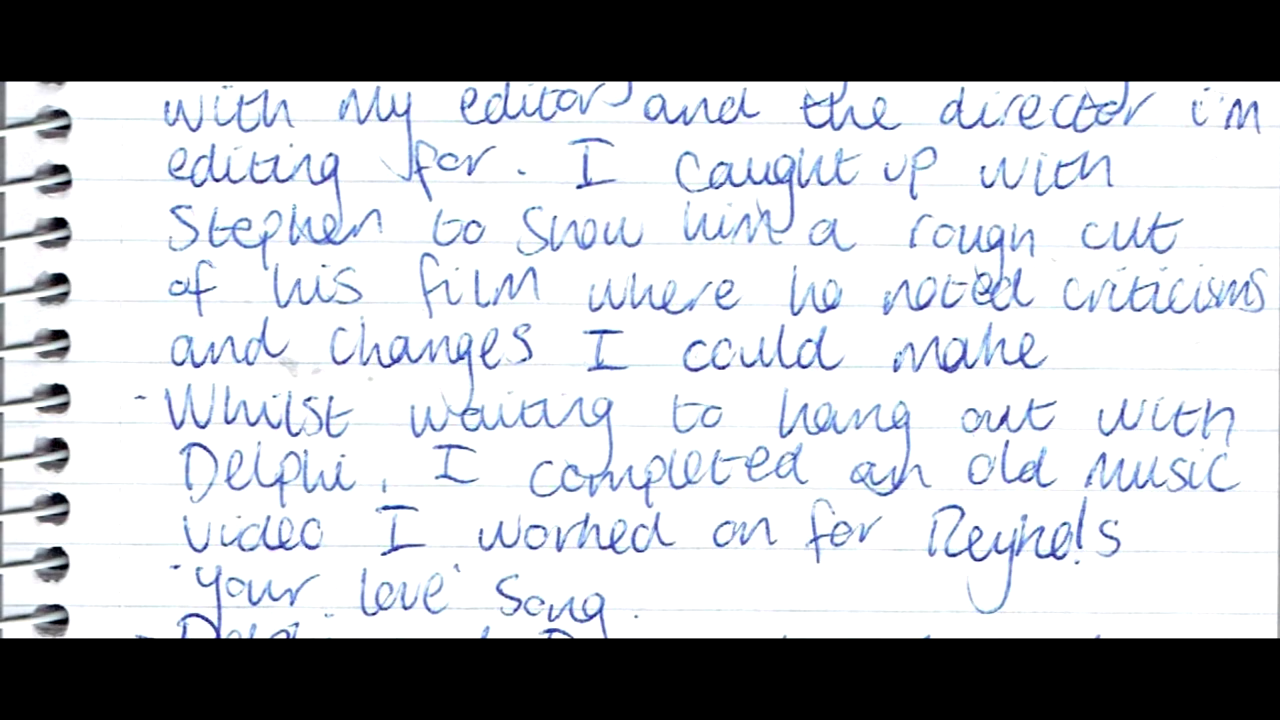 with my editor and the director i'm
editing for. I caught up with
Stephen to show him a rough cut
of his film where he noted criticisms
and changes I could make
- Whilst waiting to hang out with
Delphi, I completed an old music
video I worked on for Reynols
'Your love' song.